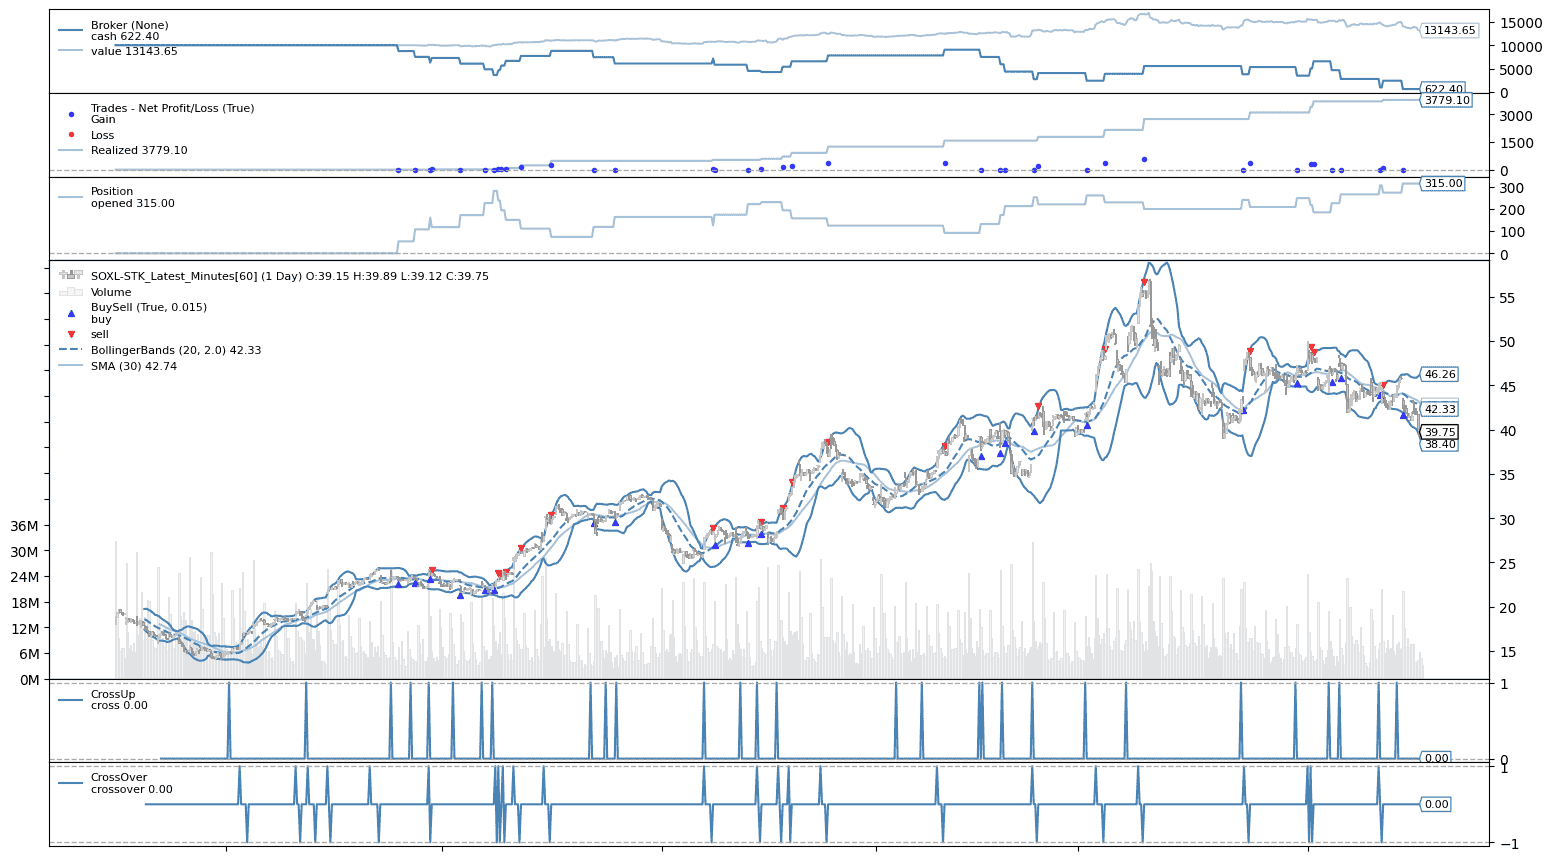 Broker (None)
cash 622.40
value 13143.65
13143.65
622.40
15000
10000
5000
0
Trades - Net Profit/Loss (True)
Gain
Loss
Realized 3779.10
3779.10
3000
1500
0
Position
opened 315.00
315.00
300
200
100
0
SOXL-STK_Latest_Minutes[60] (1 Day) O:39.15 H:39.89 L:39.12 C:39.75
Volume
BuySell (True, 0.015)
buy
sell
BollingerBands (20, 2.0) 42.33
SMA (30) 42.74
46.26
42.33
39.75
38.40
55
50
45
40
35
30
25
20
15
36M
30M
24M
18M
12M
6M
0M
CrossUp
cross 0.00
0.00
1
0
CrossOver
crossover 0.00
0.00
1
−1